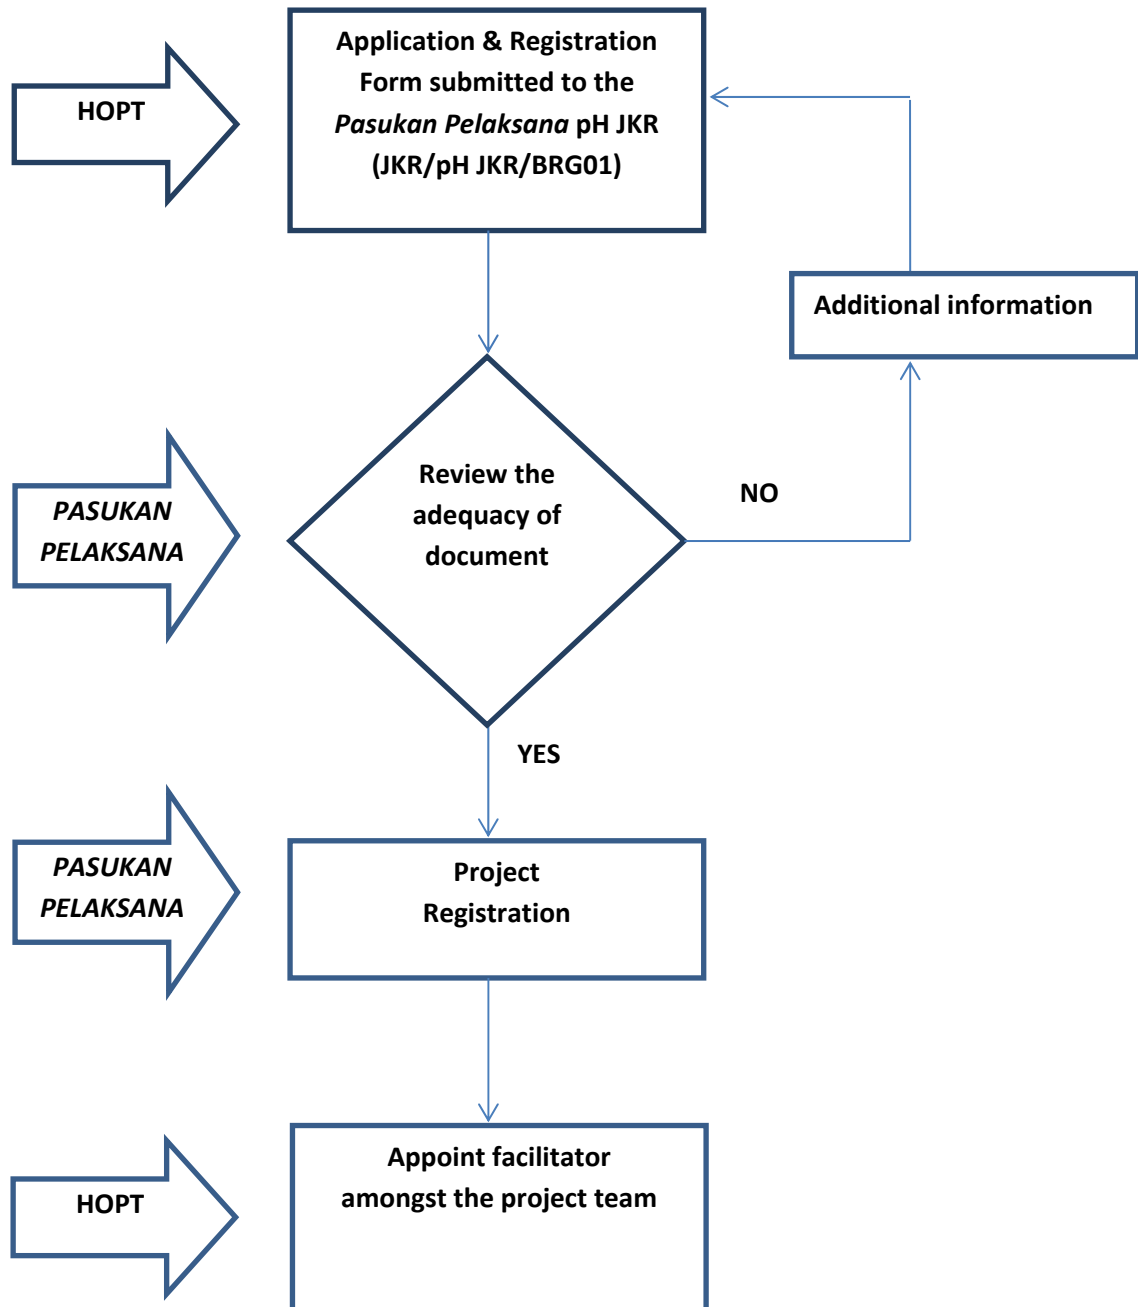 HOPT
Application & Registration
Form submitted to the
Pasukan Pelaksana pH JKR
(JKR/pH JKR/BRG01)
Additional information
PASUKAN
PELAKSANA
Review the
adequacy of
document
NO
YES
PASUKAN
PELAKSANA
Project
Registration
HOPT
Appoint facilitator
amongst the project team